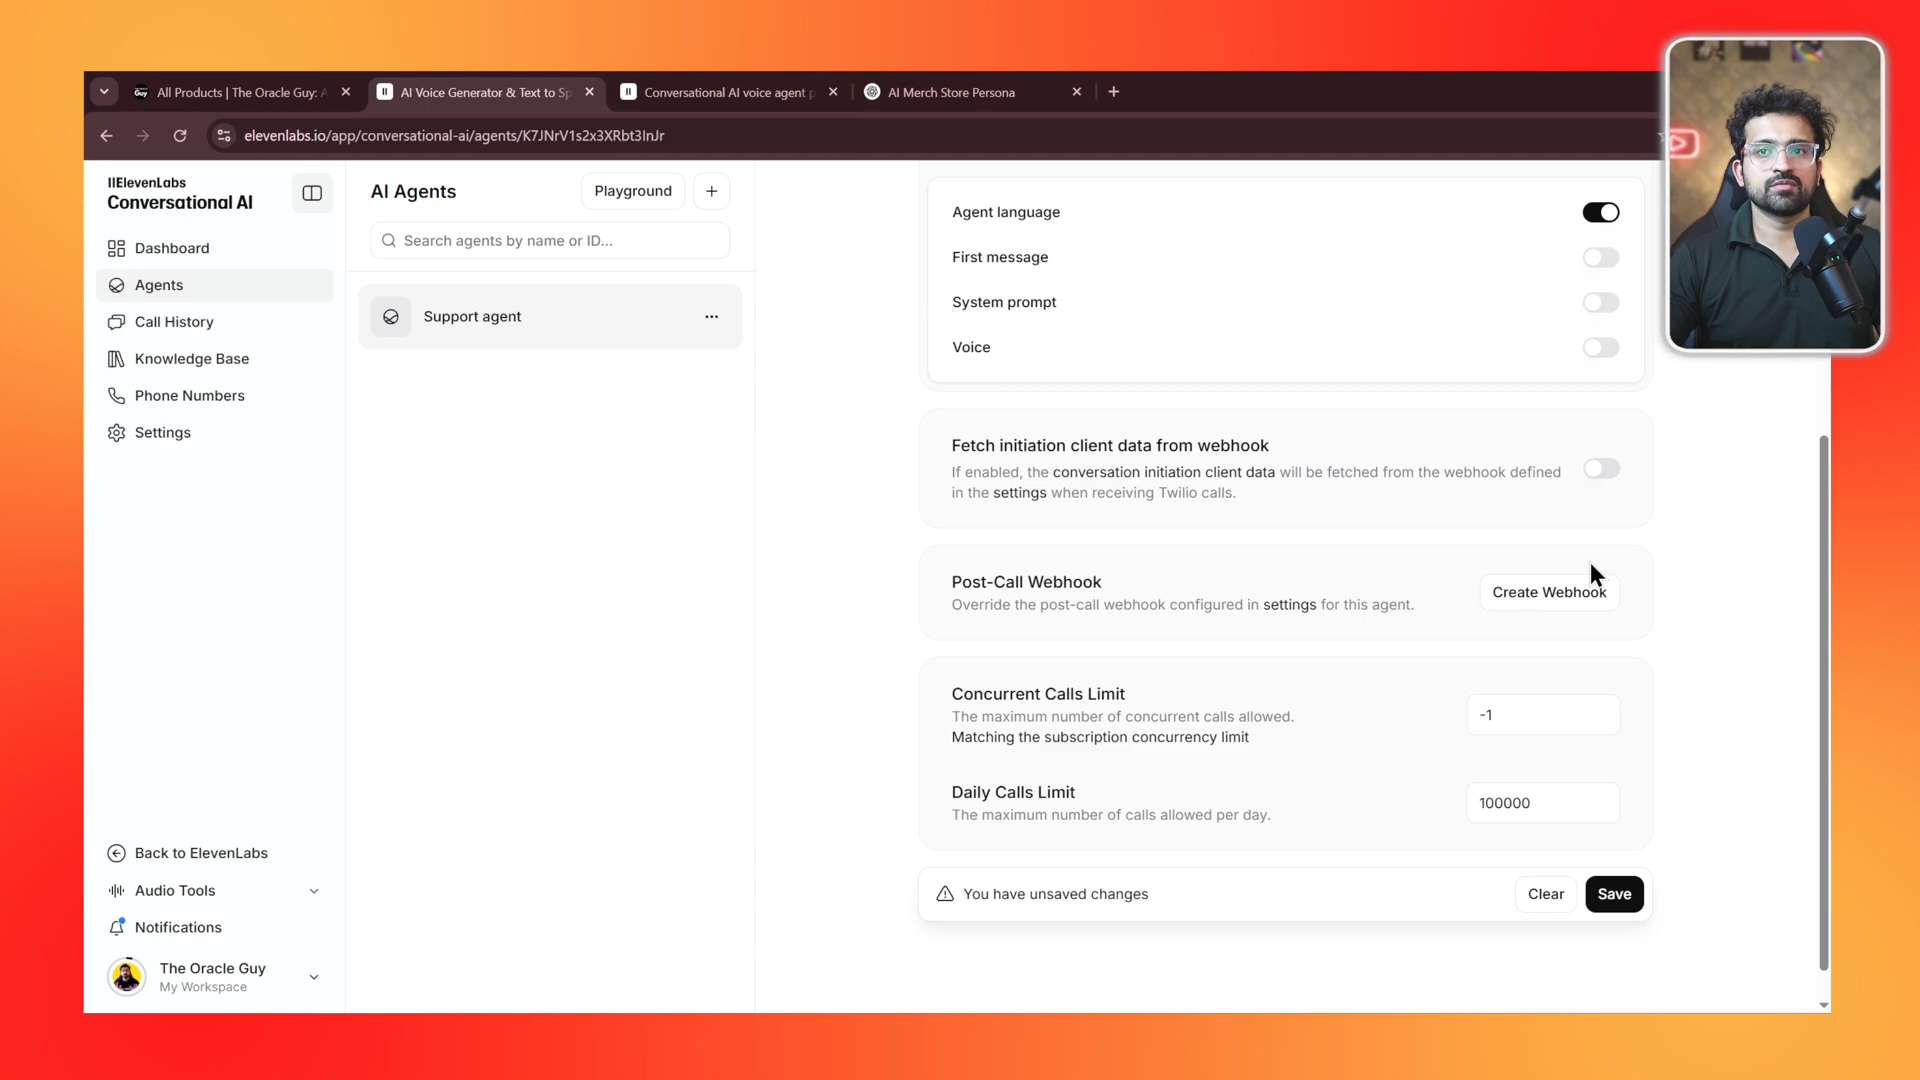 Guy
All Products | The Oracle Guy: A
AI Voice Generator & Text to Sp
Conversational AI voice agent p
AI Merch Store Persona
elevenlabs.io/app/conversational-ai/agents/K7JNrV1s2x3XRbt3lnJr
IIElevenLabs
Conversational AI
Dashboard
Agents
Call History
Knowledge Base
Phone Numbers
Settings
Back to ElevenLabs
Audio Tools
Notifications
The Oracle Guy
My Workspace
AI Agents
Playground
Search agents by name or ID...
Support agent
Agent language
First message
System prompt
Voice
Fetch initiation client data from webhook
If enabled, the conversation initiation client data will be fetched from the webhook defined
in the settings when receiving Twilio calls.
Post-Call Webhook
Override the post-call webhook configured in settings for this agent.
Create Webhook
Concurrent Calls Limit
The maximum number of concurrent calls allowed.
Matching the subscription concurrency limit
-1
Daily Calls Limit
The maximum number of calls allowed per day.
100000
You have unsaved changes
Clear
Save